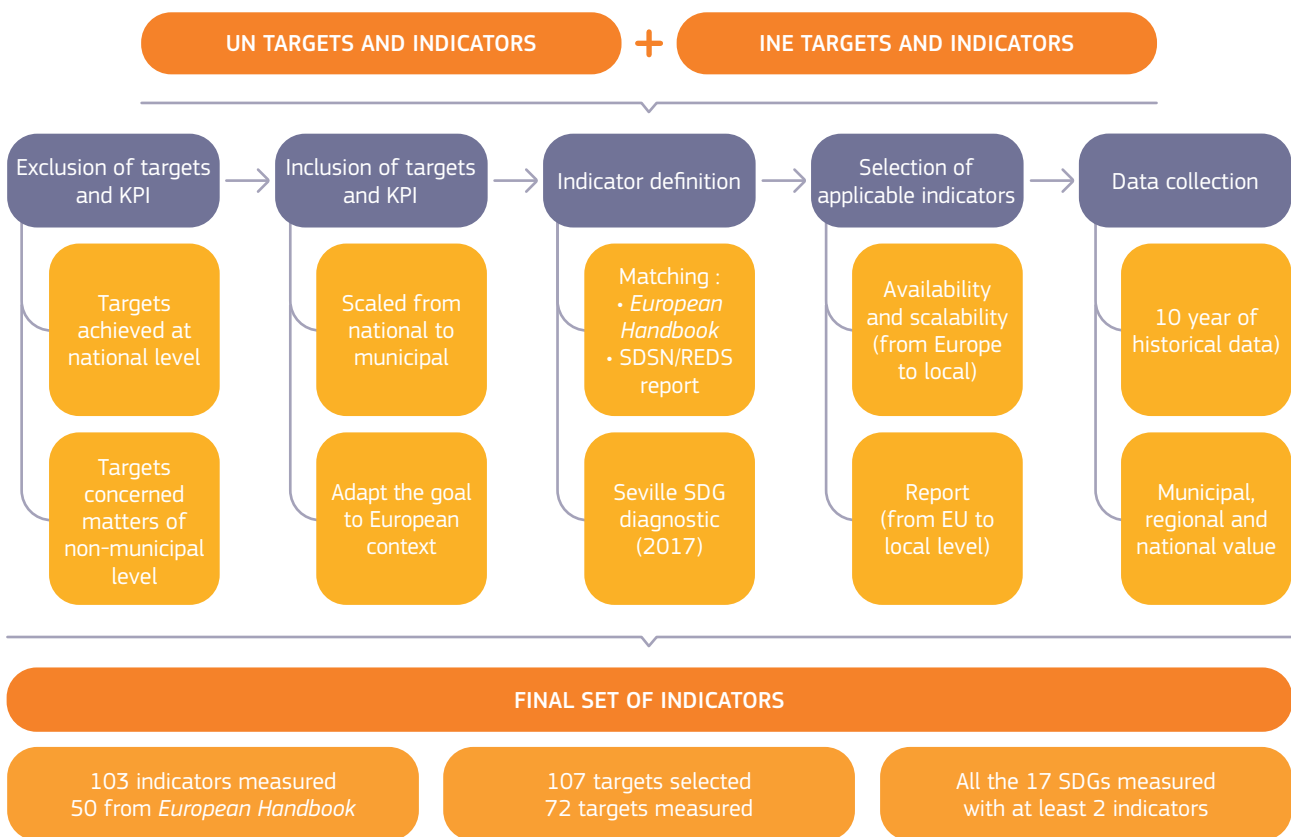 UN TARGETS AND INDICATORS + INE TARGETS AND INDICATORS
Exclusion of targets
and KPI
Inclusion of targets
and KPI
Indicator definition
Selection of
applicable indicators
Data collection
Targets
achieved at
national level
Scaled from
national to
municipal
Matching :
• European
Handbook
• SDSN/REDS
report
Availability
and scalability
(from Europe
to local)
10 year of
historical data)
Targets
concerned
matters of
non-municipal
level
Adapt the goal
to European
context
Seville SDG
diagnostic
(2017)
Report
(from EU to
local level)
Municipal,
regional and
national value
FINAL SET OF INDICATORS
103 indicators measured
50 from European Handbook
107 targets selected
72 targets measured
All the 17 SDGs measured
with at least 2 indicators